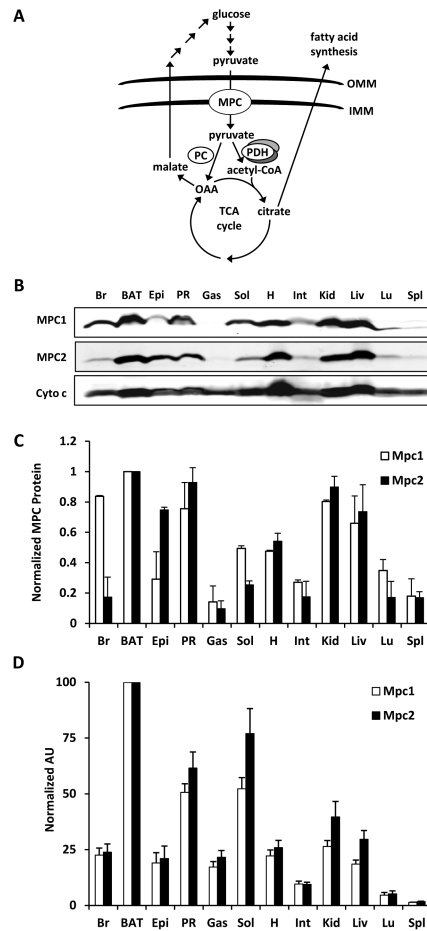 A
glucose
fatty acid
synthesis
pyruvate
OMM
MPC
IMM
pyruvate
PC
PDH
malate
acetyl-CoA
OAA
TCA
cycle
citrate
B
Br BAT Epi PR Gas Sol H Int Kid Liv Lu Spl
MPC1
MPC2
Cyto c
C
Normalized MPC Protein
1.2
1
0.8
0.6
0.4
0.2
0
Mpc1
Mpc2
Br BAT Epi PR Gas Sol H Int Kid Liv Lu Spl
D
Normalized AU
100
75
50
25
0
Mpc1
Mpc2
Br BAT Epi PR Gas Sol H Int Kid Liv Lu Spl